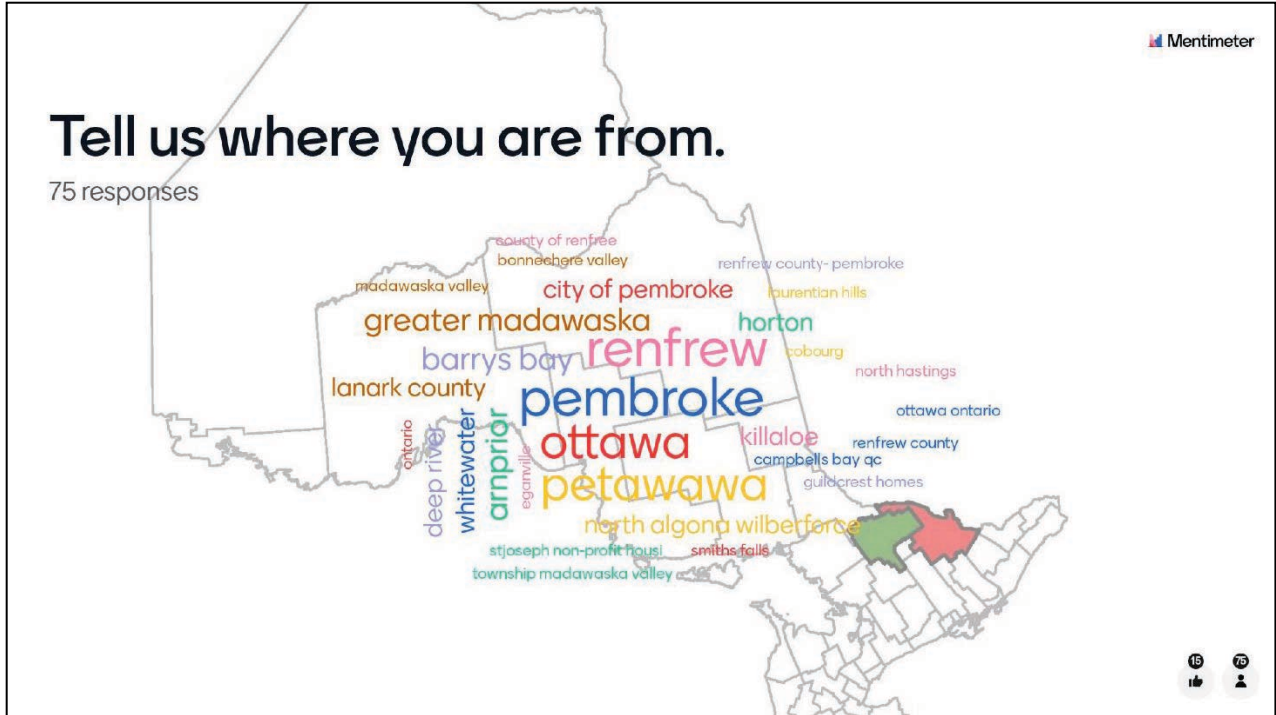 Mentimeter
Tell us where you are from.
75 responses
county of renfree
bonnechere valley
renfrew county- pembroke
madawaska valley
city of pembroke
laurentian hills
greater madawaska
horton
renfrew
cobourg
barrys bay
north hastings
lanark county
pembroke
ottawa ontario
ontario
deep river
whitewater
arnprior
eganville
ottawa
killaloe
renfrew county
campbells bay qc
petawawa
guildcrest homes
north algona wilberforce
stjoseph non-profit housi
smiths falls
township madawaska valley
15
75